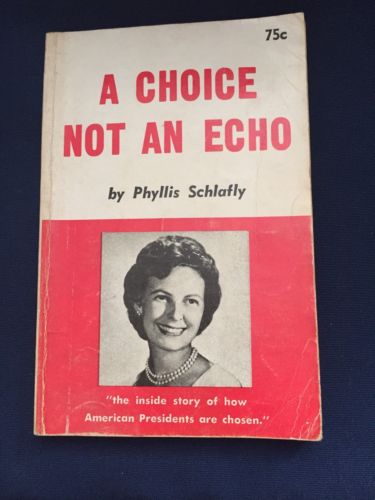 75c
A CHOICE
NOT AN ECHO
by Phyllis Schlafly
"the inside story of how
American Presidents are chosen."